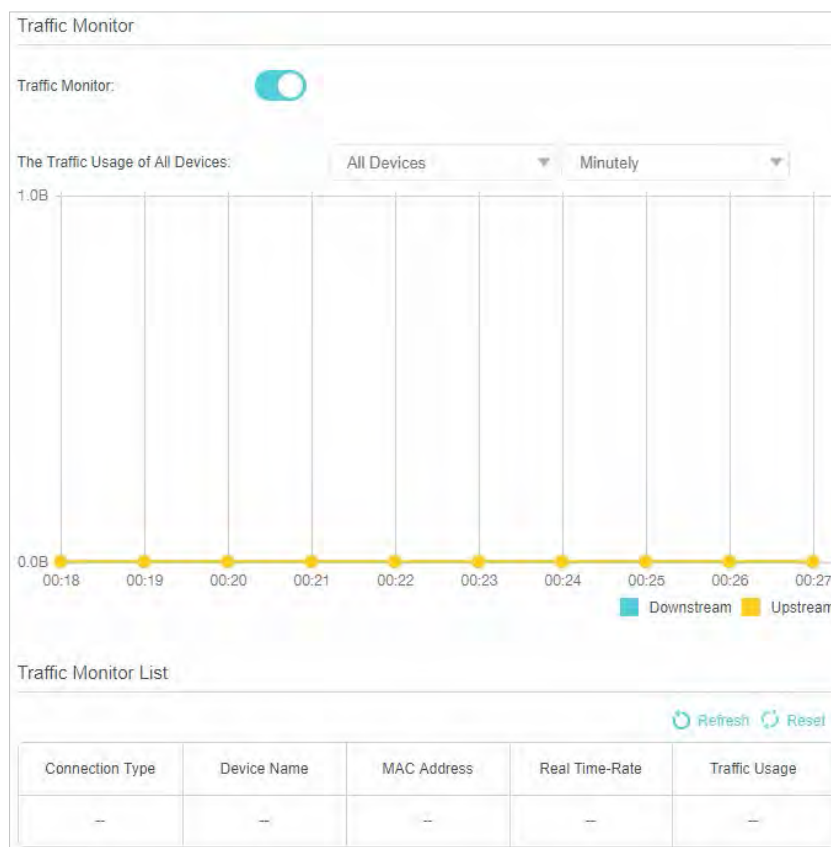 Traffic Monitor
Traffic Monitor:
The Traffic Usage of All Devices: All Devices Minutely
1.0B
0.0B
00:18 00:19 00:20 00:21 00:22 00:23 00:24 00:25 00:26 00:27
Downstream Upstream
Traffic Monitor List
Refresh Reset
Connection Type Device Name MAC Address Real Time-Rate Traffic Usage
-- -- -- -- --